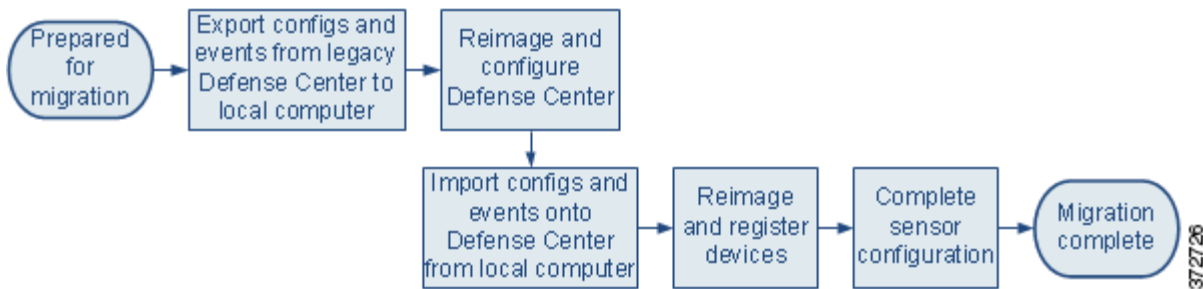 Prepared
for
migration
Export configs and
events from legacy
Defense Center to
local computer
Reimage and
configure
Defense Center
Import configs and
events onto
Defense Center
from local computer
Reimage
and register
devices
Complete
sensor
configuration
Migration
complete
372726